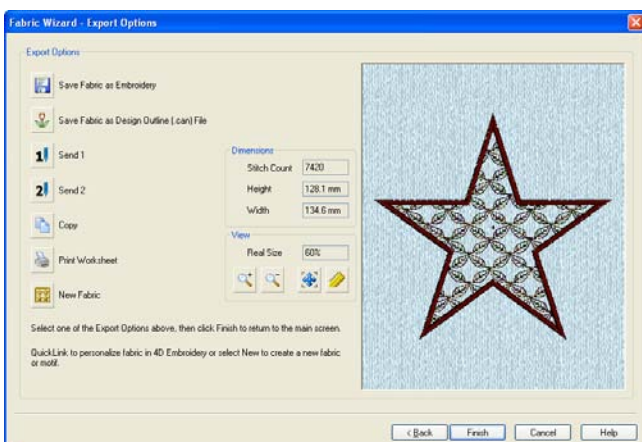 Fabric Wizard - Export Options
Export Options
Save Fabric as Embroidery
Save Fabric as Design Outline (.can) File
1 Send 1
2 Send 2
Copy
Print Worksheet
New Fabric
Dimensions
Stitch Count 7420
Height 128.1 mm
Width 134.6 mm
View
Real Size 60%
Select one of the Export Options above, then click Finish to return to the main screen.
QuickLink to personalize fabric in 4D Embroidery or select New to create a new fabric
or motif.
< Back Finish Cancel Help